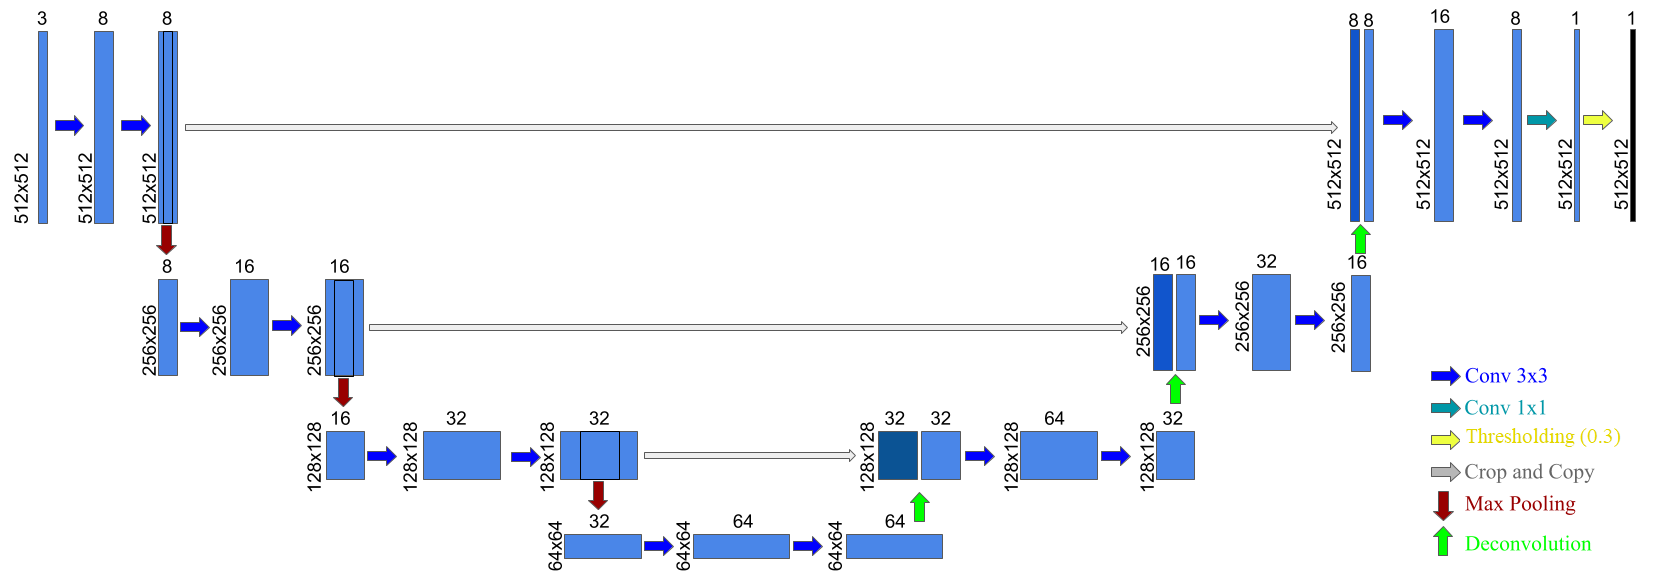 3 8 8 8 8 16 8 1 1
512x512 512x512 512x512 512x512 512x512 512x512 512x512 512x512
8 16 16 16 16 32 16
256x256 256x256 256x256 256x256 256x256 256x256
16 32 32 32 32 64 32
128x128 128x128 128x128 128x128 128x128 128x128
32 64 64
64x64 64x64 64x64
Conv 3x3
Conv 1x1
Thresholding (0.3)
Crop and Copy
Max Pooling
Deconvolution